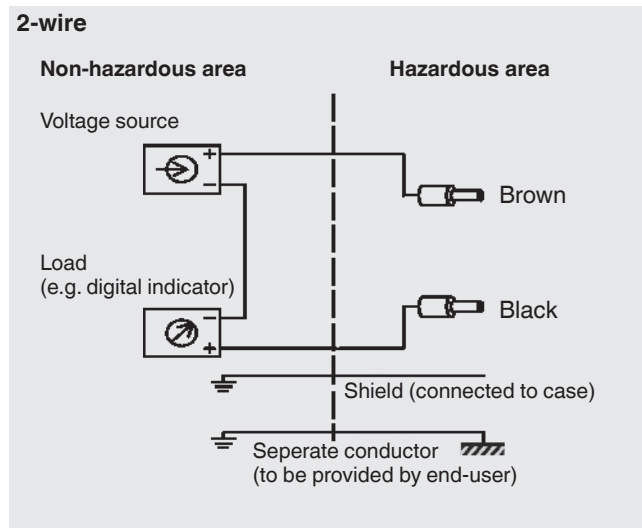 2-wire
Non-hazardous area
Hazardous area
Voltage source
+
−
Brown
Load
(e.g. digital indicator)
−
+
Black
Shield (connected to case)
Seperate conductor
(to be provided by end-user)